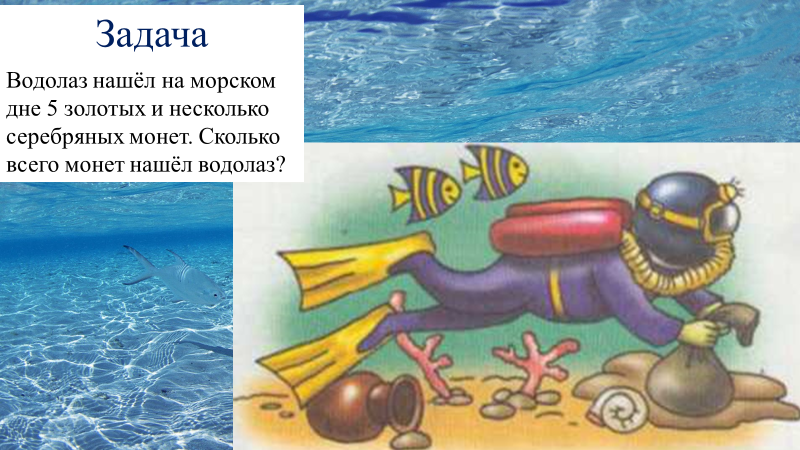 Задача
Водолаз нашёл на морском
дне 5 золотых и несколько
серебряных монет. Сколько
всего монет нашёл водолаз?